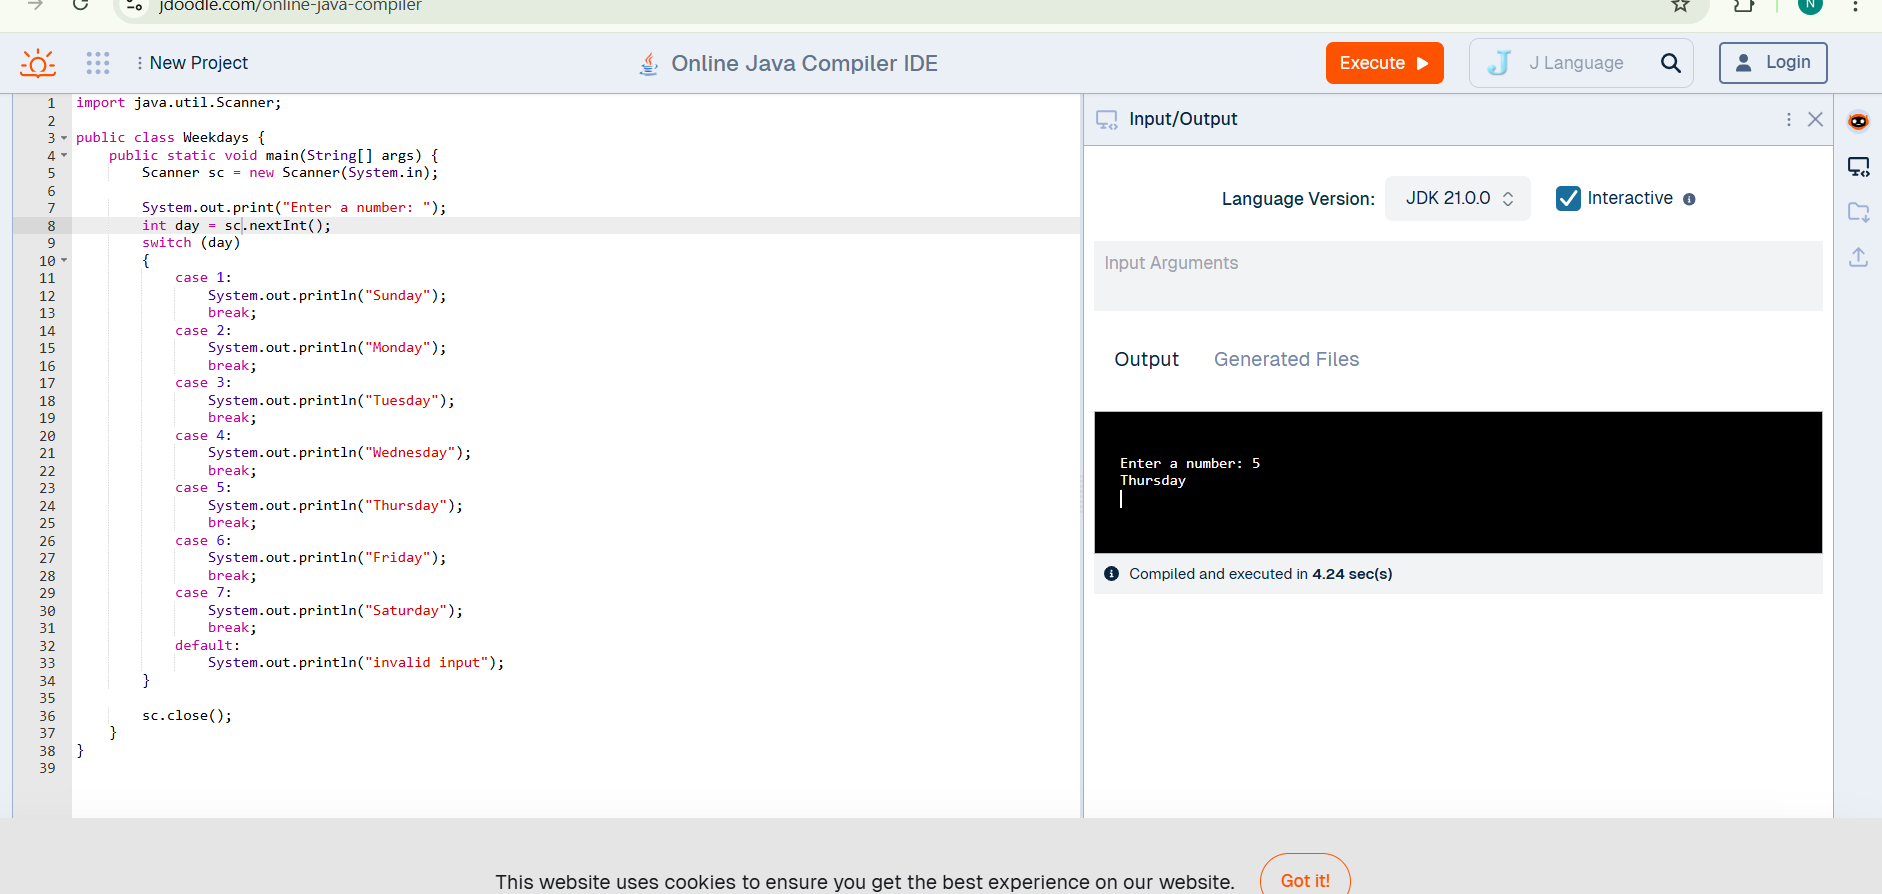 jdoodle.com/online-java-compiler
N
New Project
Online Java Compiler IDE
Execute
J Language
Login
1 import java.util.Scanner;
2
3 public class Weekdays {
4 public static void main(String[] args) {
5 Scanner sc = new Scanner(System.in);
6
7 System.out.print("Enter a number: ");
8 int day = sc.nextInt();
9 switch (day)
10 {
11 case 1:
12 System.out.println("Sunday");
13 break;
14 case 2:
15 System.out.println("Monday");
16 break;
17 case 3:
18 System.out.println("Tuesday");
19 break;
20 case 4:
21 System.out.println("Wednesday");
22 break;
23 case 5:
24 System.out.println("Thursday");
25 break;
26 case 6:
27 System.out.println("Friday");
28 break;
29 case 7:
30 System.out.println("Saturday");
31 break;
32 default:
33 System.out.println("invalid input");
34 }
35
36 sc.close();
37 }
38 }
39
Input/Output
Language Version: JDK 21.0.0 Interactive
Input Arguments
Output Generated Files
Enter a number: 5
Thursday
Compiled and executed in 4.24 sec(s)
This website uses cookies to ensure you get the best experience on our website. Got it!